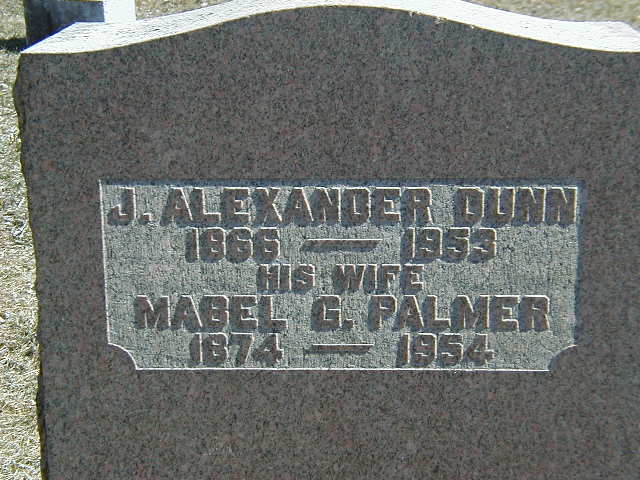 J. ALEXANDER DUNN
1866 — 1953
HIS WIFE
MABEL G. PALMER
1874 — 1954